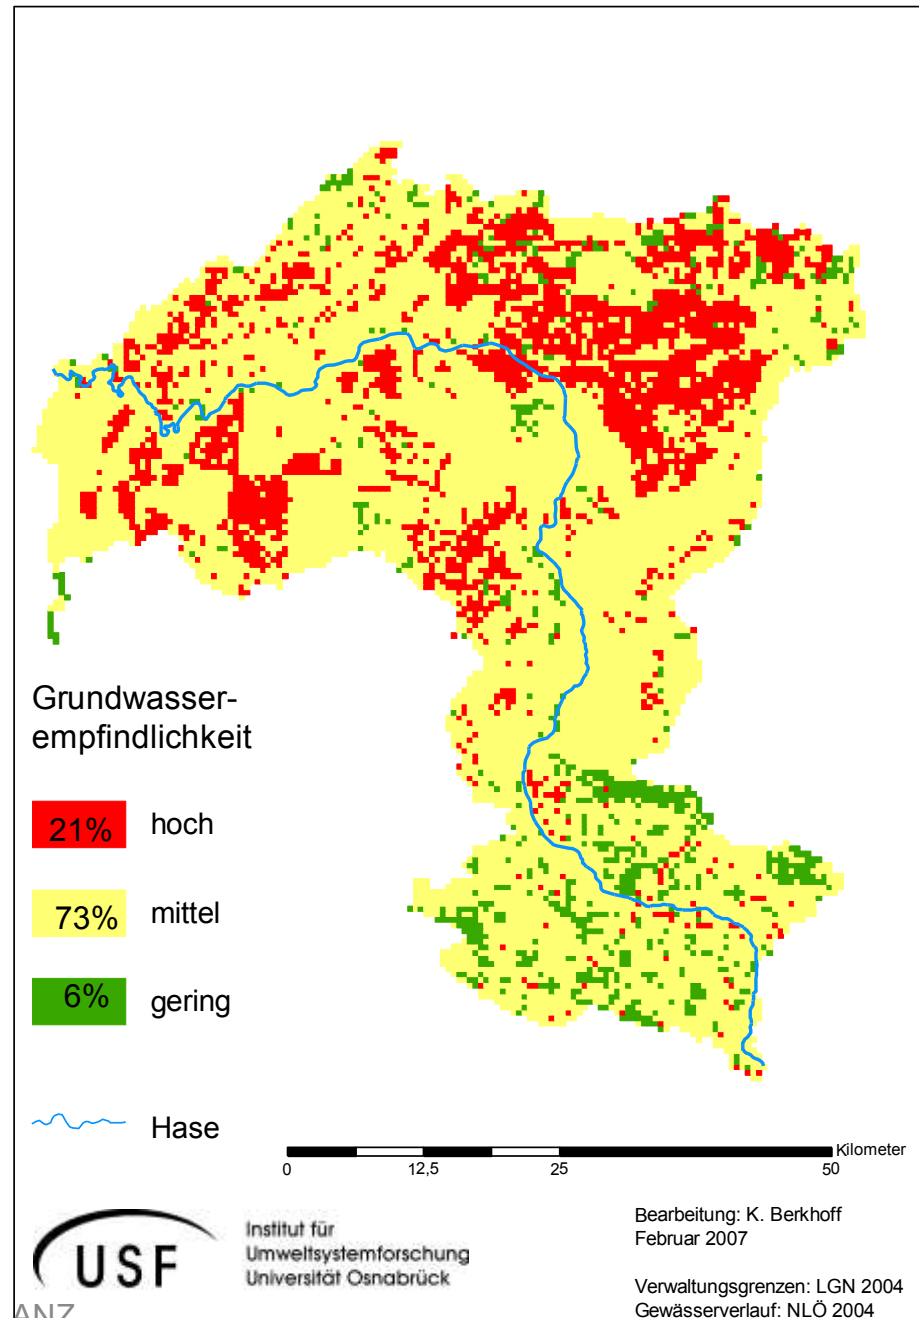 Grundwasser-
empfindlichkeit
21% hoch
73% mittel
6% gering
Hase
Kilometer
0 12,5 25 50
USF
Institut für
Umweltsystemforschung
Universität Osnabrück
Bearbeitung: K. Berkhoff
Februar 2007
Verwaltungsgrenzen: LGN 2004
Gewässerverlauf: NLÖ 2004
ANZ